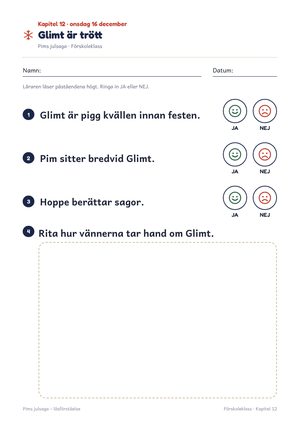 Kapitel 12 · onsdag 16 december
Glimt är trött
Pims julsaga · Förskoleklass
Namn:
Datum:
Läraren läser påståendena högt. Ringa in JA eller NEJ.
1 Glimt är pigg kvällen innan festen.
JA NEJ
2 Pim sitter bredvid Glimt.
JA NEJ
3 Hoppe berättar sagor.
JA NEJ
4 Rita hur vännerna tar hand om Glimt.
Pims julsaga – läsförståelse
Förskoleklass · Kapitel 12